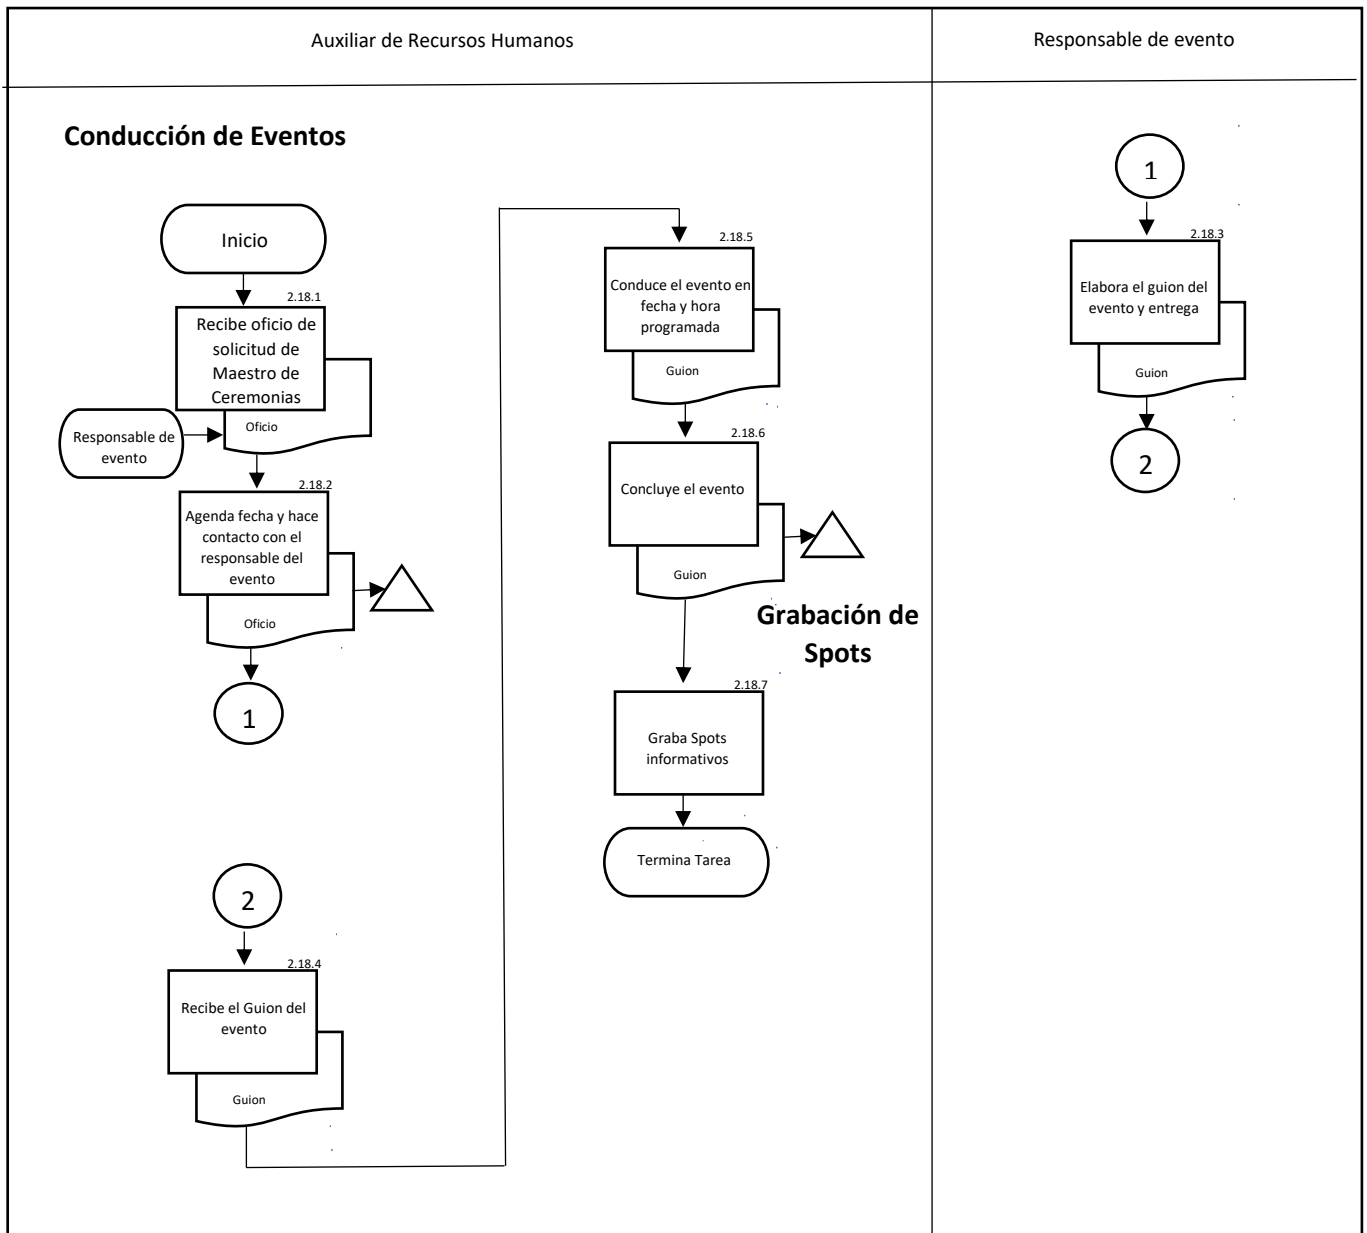 Auxiliar de Recursos Humanos
Responsable de evento
Conducción de Eventos
Inicio
2.18.1
Recibe oficio de
solicitud de
Maestro de
Ceremonias
Oficio
Responsable de
evento
2.18.2
Agenda fecha y hace
contacto con el
responsable del
evento
Oficio
1
2
2.18.4
Recibe el Guion del
evento
Guion
2.18.5
Conduce el evento en
fecha y hora
programada
Guion
2.18.6
Concluye el evento
Guion
Grabación de
Spots
2.18.7
Graba Spots
informativos
Termina Tarea
1
2.18.3
Elabora el guion del
evento y entrega
Guion
2